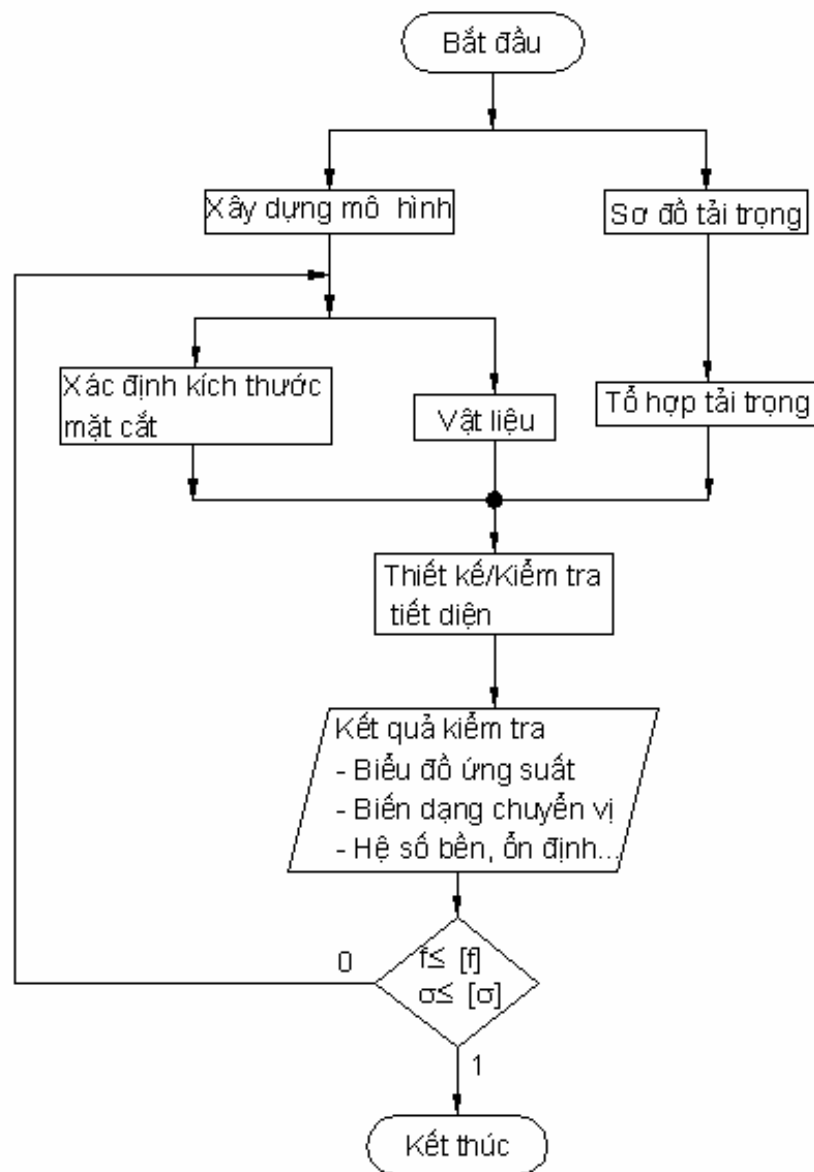 Bắt đầu
Xây dựng mô hình
Sơ đồ tải trọng
Xác định kích thước
mặt cắt
Vật liệu
Tổ hợp tải trọng
Thiết kế/Kiểm tra
tiết diện
Kết quả kiểm tra
- Biểu đồ ứng suất
- Biến dạng chuyển vị
- Hệ số bền, ổn định...
0
f≤ [f]
σ≤ [σ]
1
Kết thúc